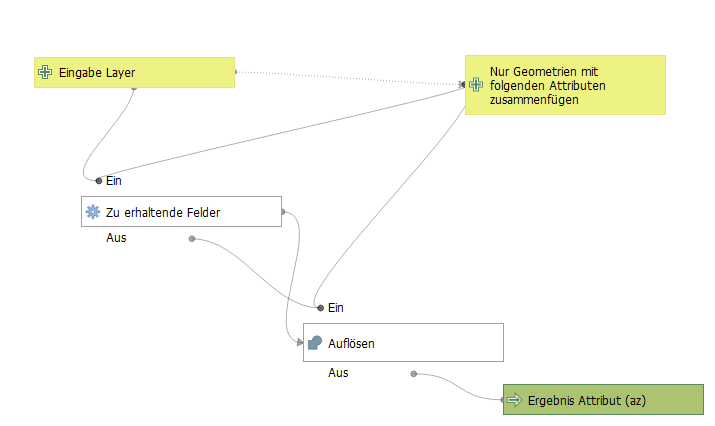 Eingabe Layer
Nur Geometrien mit
folgenden Attributen
zusammenfügen
Ein
Zu erhaltende Felder
Aus
Ein
Auflösen
Aus
Ergebnis Attribut (az)